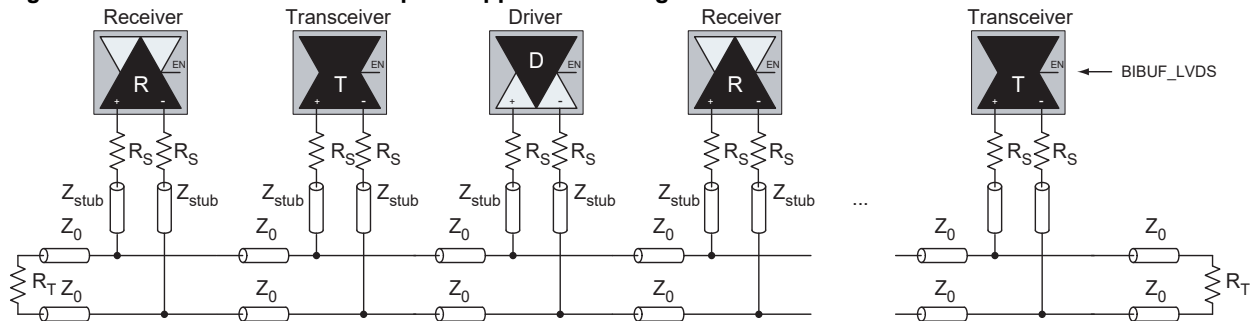 Receiver Transceiver Driver Receiver Transceiver
EN EN EN EN EN
R T D R T
BIBUF_LVDS
+ - + - + - + - + -
RS RS RS RS RS RS RS RS RS RS
Zstub Zstub Zstub Zstub Zstub Zstub Zstub Zstub
...
Z0 Z0 Z0 Z0 Z0 Z0
RT RT
Z0 Z0 Z0 Z0 Z0 Z0